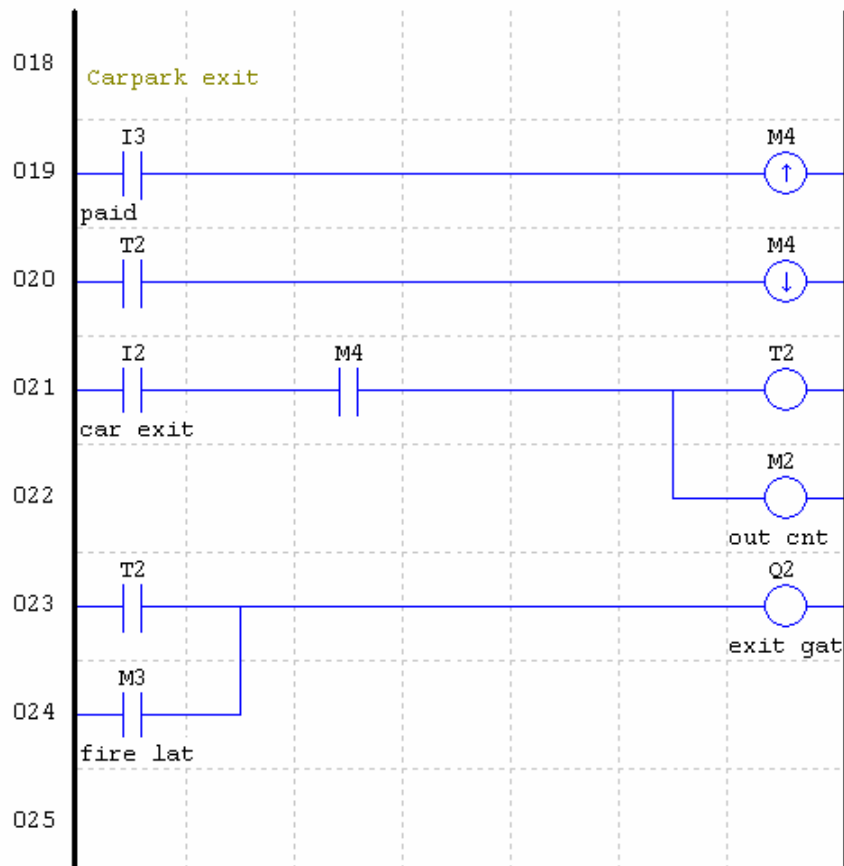 018
Carpark exit
I3 M4
019 ↑
paid
T2 M4
020 ↓
I2 M4 T2
021
car exit
M2
022
out cnt
T2 Q2
023
exit gat
M3
024
fire lat
025